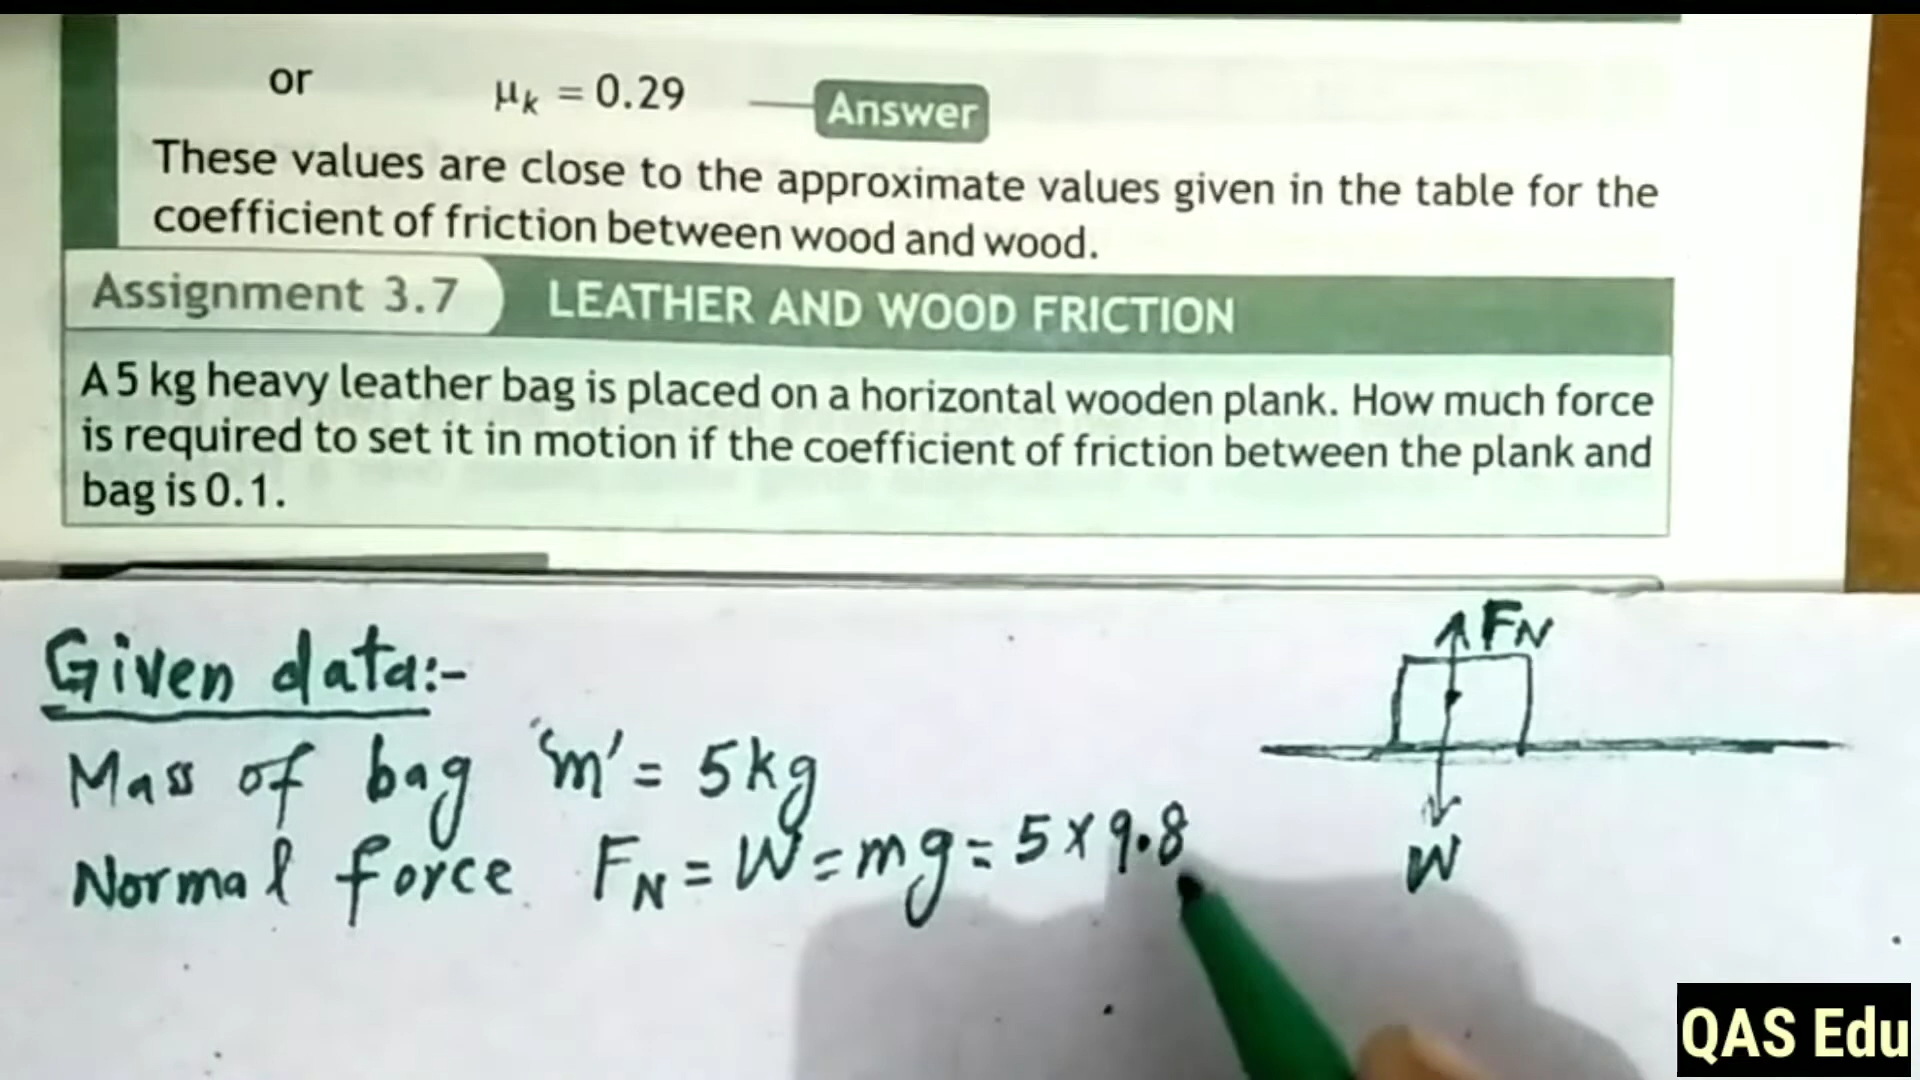 or μk = 0.29 Answer
These values are close to the approximate values given in the table for the
coefficient of friction between wood and wood.
Assignment 3.7 LEATHER AND WOOD FRICTION
A 5 kg heavy leather bag is placed on a horizontal wooden plank. How much force
is required to set it in motion if the coefficient of friction between the plank and
bag is 0.1.
Given data:-
Mass of bag 'm' = 5kg
Normal force FN = W = mg = 5 x 9.8
FN
W
QAS Edu